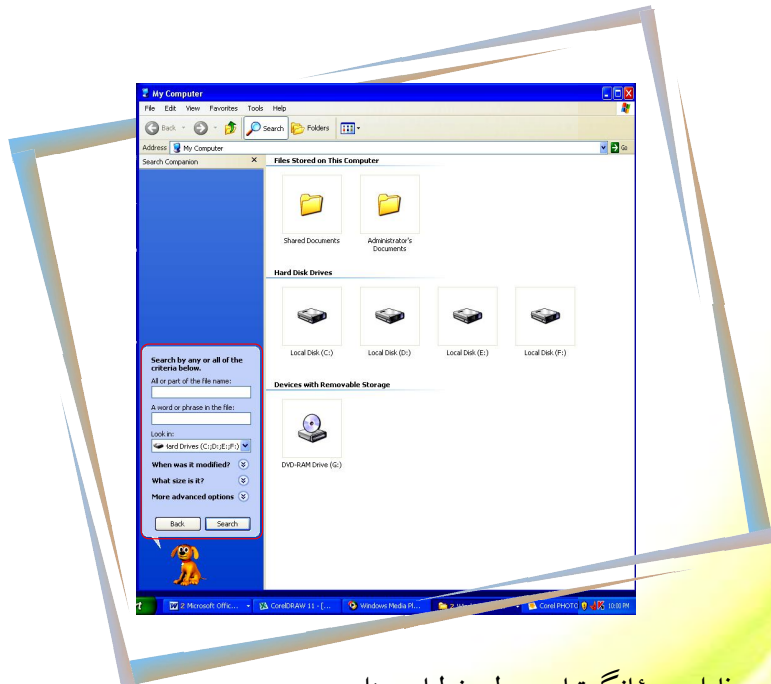 My Computer
File Edit View Favorites Tools Help
Back Search Folders
Address My Computer Go
Search Companion
Files Stored on This Computer
Shared Documents
Administrator's
Documents
Hard Disk Drives
Local Disk (C:) Local Disk (D:) Local Disk (E:) Local Disk (F:)
Devices with Removable Storage
DVD-RAM Drive (G:)
Search by any or all of the
criteria below.
All or part of the file name:
A word or phrase in the file:
Look in:
Hard Drives (C:;D:;E:;F:)
When was it modified?
What size is it?
More advanced options
Back Search
2 Microsoft Offic... CorelDRAW 11 - [... Windows Media Pl... Corel PHOTO 10:00 PM